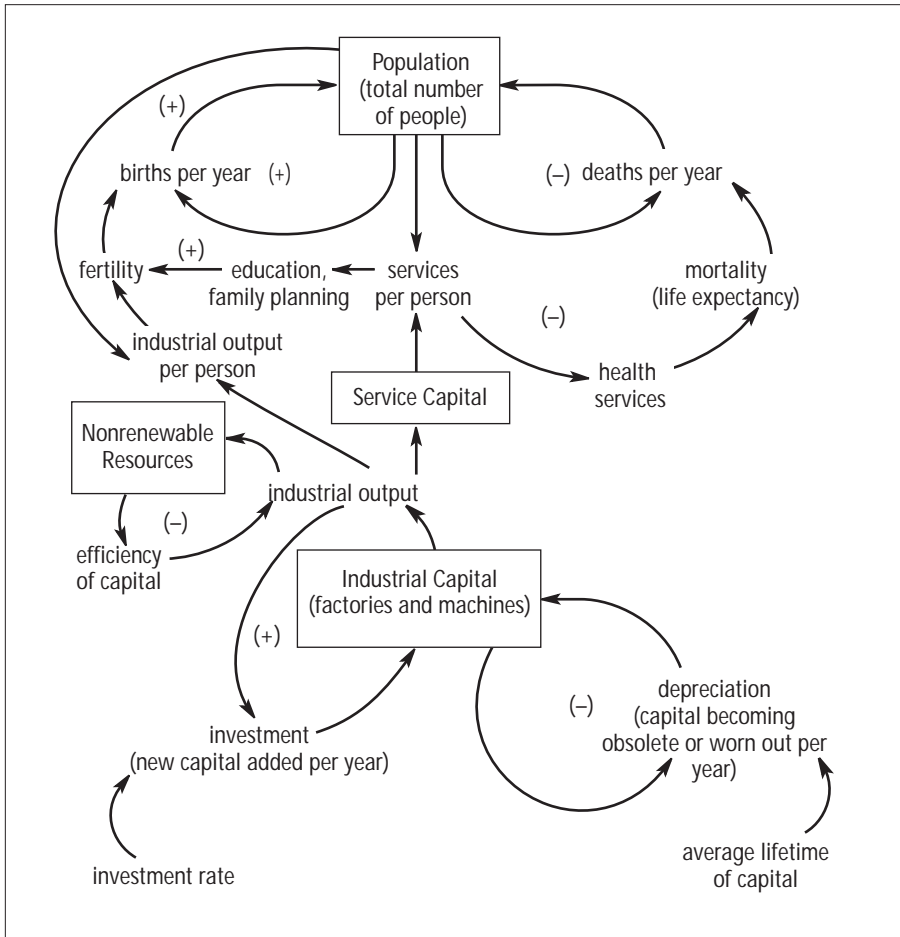 Population
(total number
of people)
(+)
births per year
(+)
(–)
deaths per year
(+)
fertility
education,
family planning
services
per person
mortality
(life expectancy)
(–)
industrial output
per person
health
services
Service Capital
Nonrenewable
Resources
industrial output
(–)
efficiency
of capital
Industrial Capital
(factories and machines)
(+)
depreciation
(capital becoming
obsolete or worn out per
year)
(–)
investment
(new capital added per year)
average lifetime
of capital
investment rate